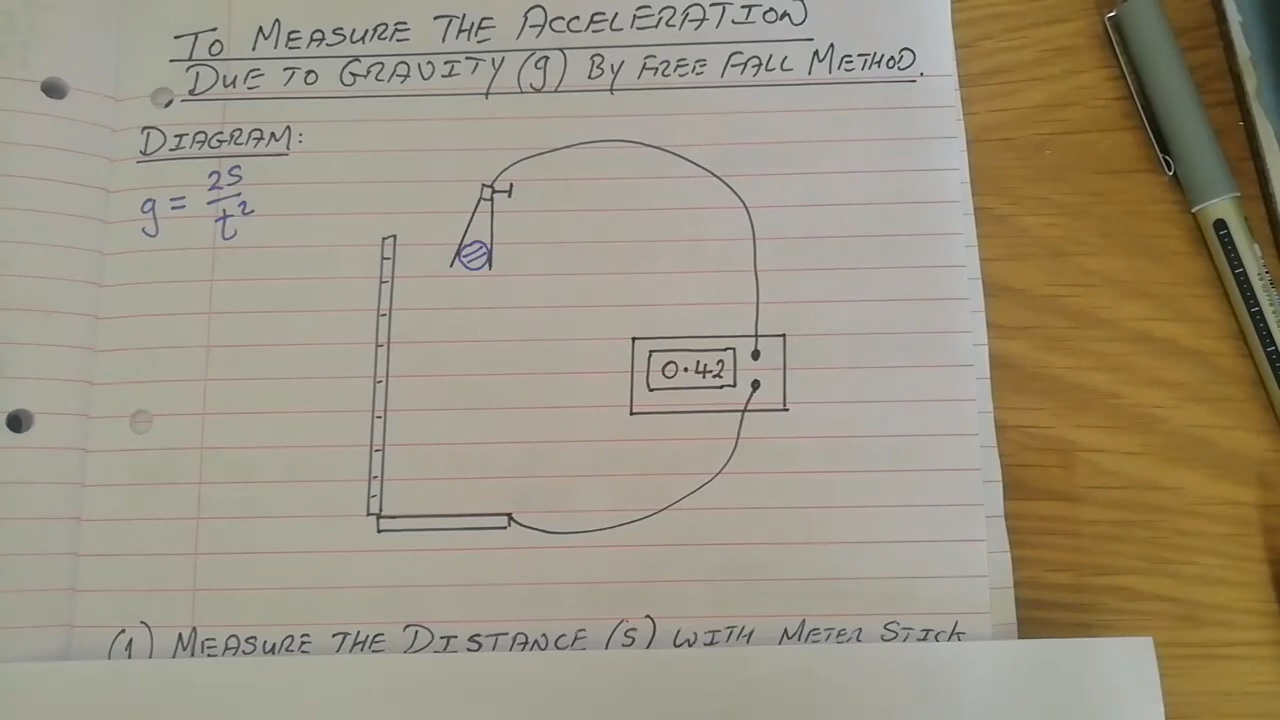 TO MEASURE THE ACCELERATION
DUE TO GRAVITY (g) BY FREE FALL METHOD.
DIAGRAM:
g = 2s/t²
0.42
(1) MEASURE THE DISTANCE (S) WITH METER STICK